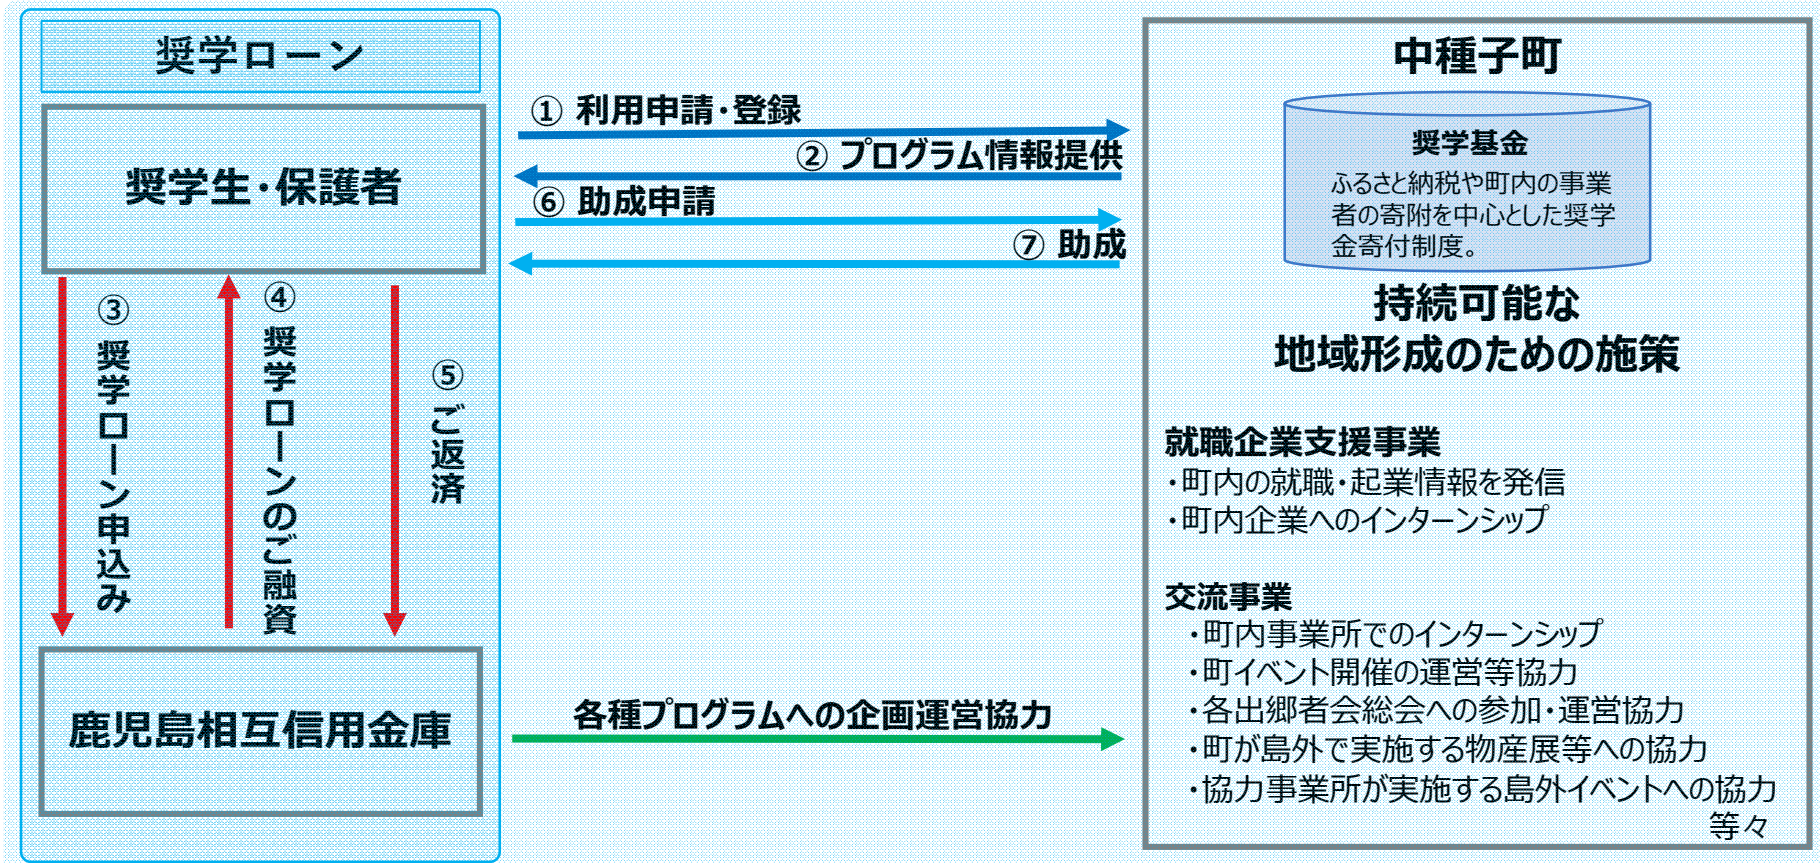 奨学ローン
奨学生・保護者
① 利用申請・登録
② プログラム情報提供
⑥ 助成申請
⑦ 助成
③ 奨学ローン申込み
④ 奨学ローンのご融資
⑤ ご返済
鹿児島相互信用金庫
各種プログラムへの企画運営協力
中種子町
奨学基金
ふるさと納税や町内の事業
者の寄附を中心とした奨学
金寄付制度。
持続可能な
地域形成のための施策
就職企業支援事業
・町内の就職・起業情報を発信
・町内企業へのインターンシップ
交流事業
・町内事業所でのインターンシップ
・町イベント開催の運営等協力
・各出郷者会総会への参加・運営協力
・町が島外で実施する物産展等への協力
・協力事業所が実施する島外イベントへの協力
等々